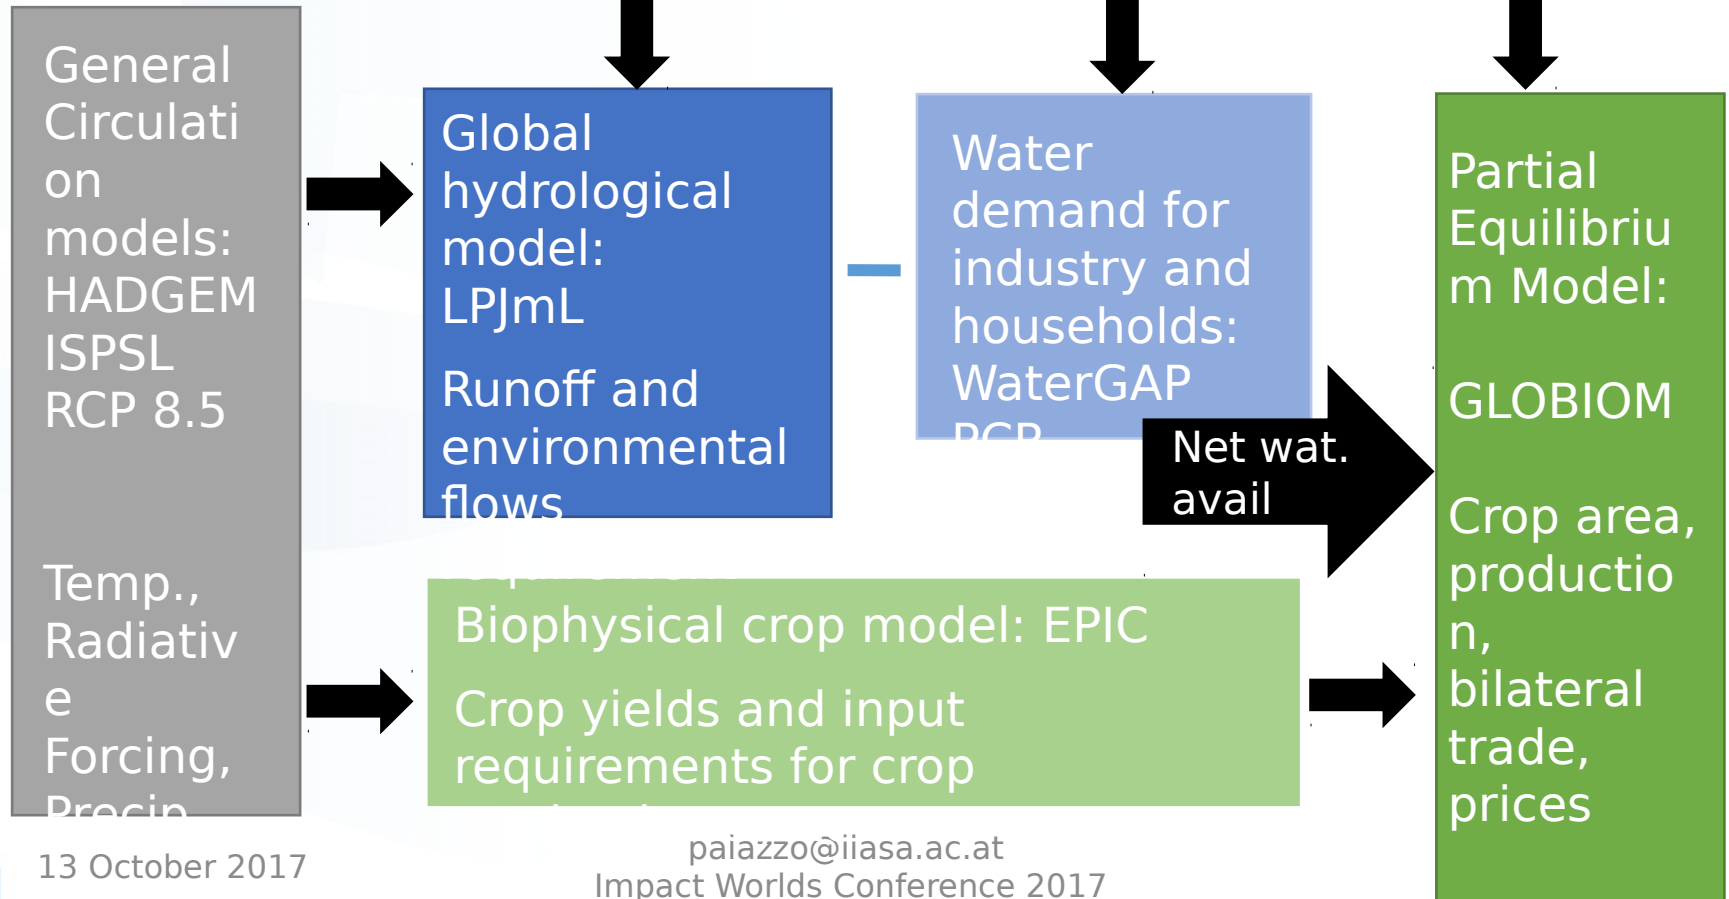 General
Circulati
on
models:
HADGEM
ISPSL
RCP 8.5
Temp.,
Radiativ
e
Forcing,
Precip
Global
hydrological
model:
LPJmL
Runoff and
environmental
flows
requirement
Water
demand for
industry and
households:
WaterGAP
PCR
Net wat.
avail
Biophysical crop model: EPIC
Crop yields and input
requirements for crop
Partial
Equilibriu
m Model:
GLOBIOM
Crop area,
productio
n,
bilateral
trade,
prices
13 October 2017
paiazzo@iiasa.ac.at
Impact Worlds Conference 2017